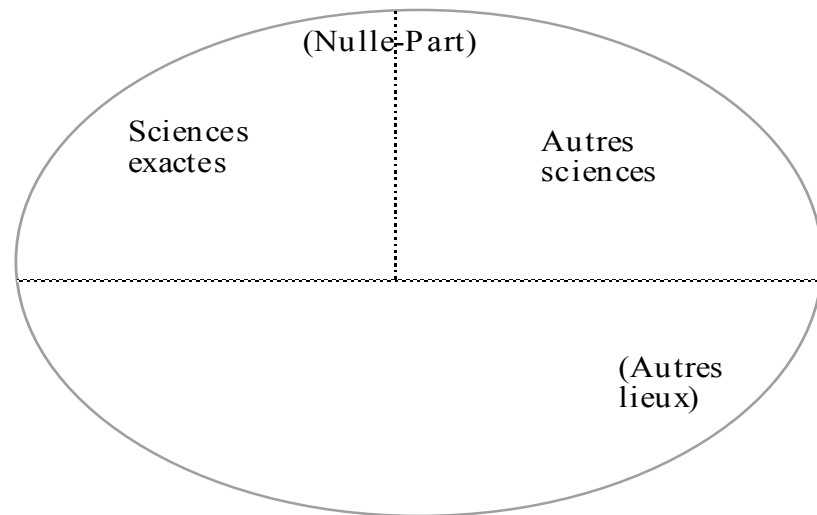 (Nulle-Part)
Sciences
exactes
Autres
sciences
(Autres
lieux)